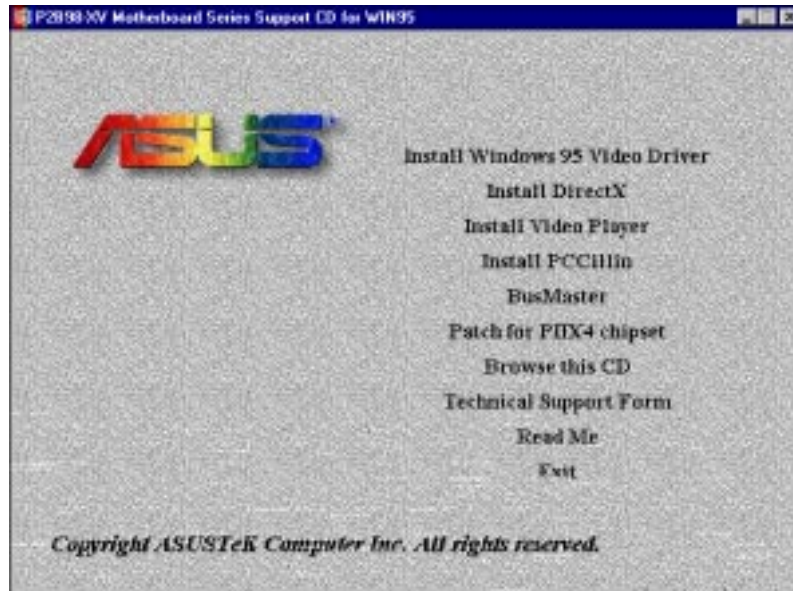 P2B98-XV Motherboard Series Support CD for WIN95
ASUS
Install Windows 95 Video Driver
Install DirectX
Install Video Player
Install PCCillin
BusMaster
Patch for PIIX4 chipset
Browse this CD
Technical Support Form
Read Me
Exit
Copyright ASUSTeK Computer Inc. All rights reserved.